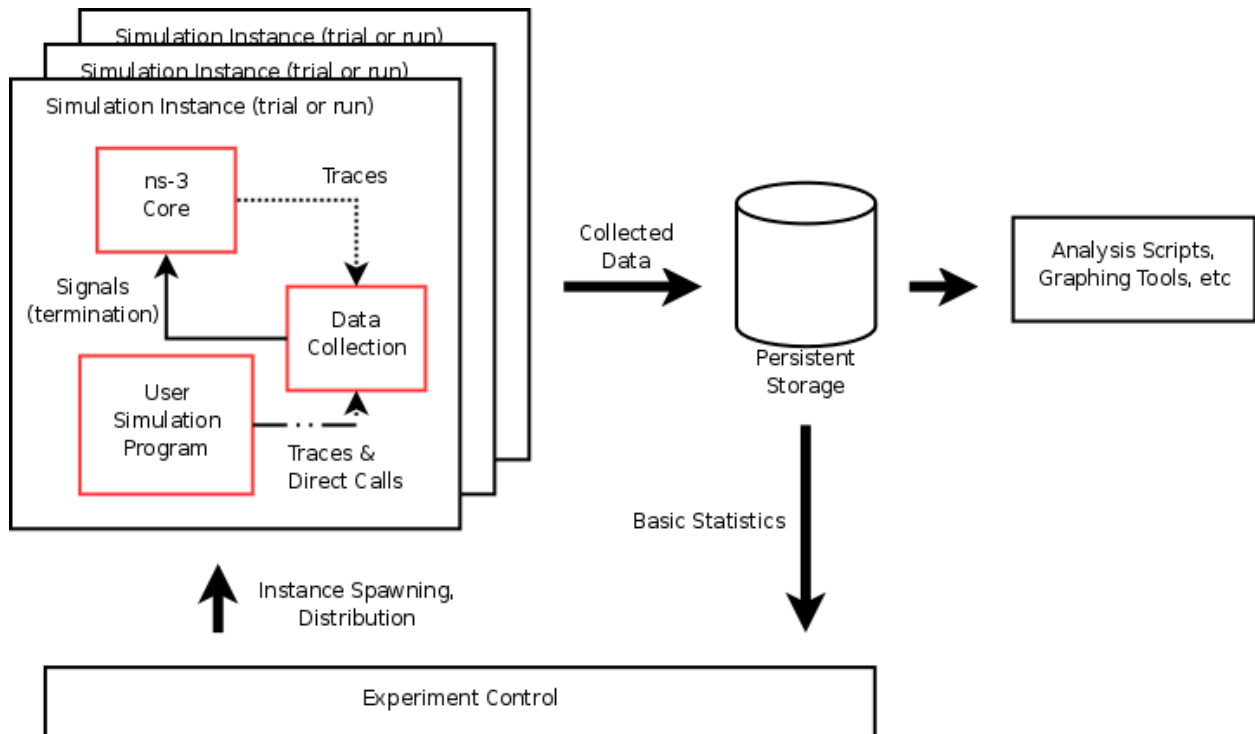 Simulation Instance (trial or run)
Simulation Instance (trial or run)
Simulation Instance (trial or run)
ns-3
Core
Traces
Signals
(termination)
Data
Collection
User
Simulation
Program
Traces &
Direct Calls
Collected
Data
Persistent
Storage
Analysis Scripts,
Graphing Tools, etc
Basic Statistics
Instance Spawning,
Distribution
Experiment Control